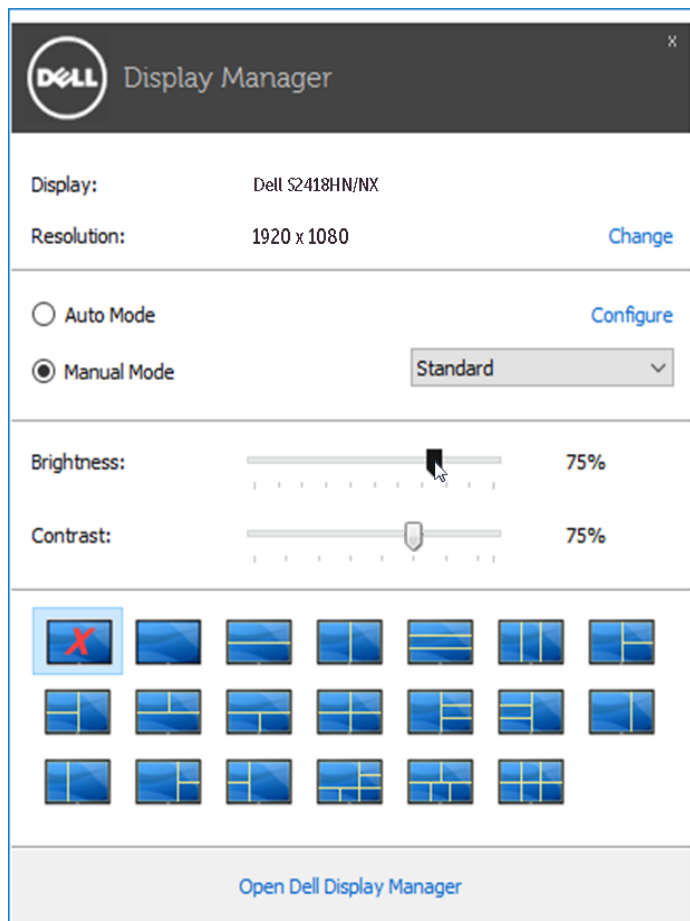 DELL Display Manager x
Display: Dell S2418HN/NX
Resolution: 1920 x 1080 Change
Auto Mode Configure
Manual Mode Standard
Brightness: 75%
Contrast: 75%
X
Open Dell Display Manager